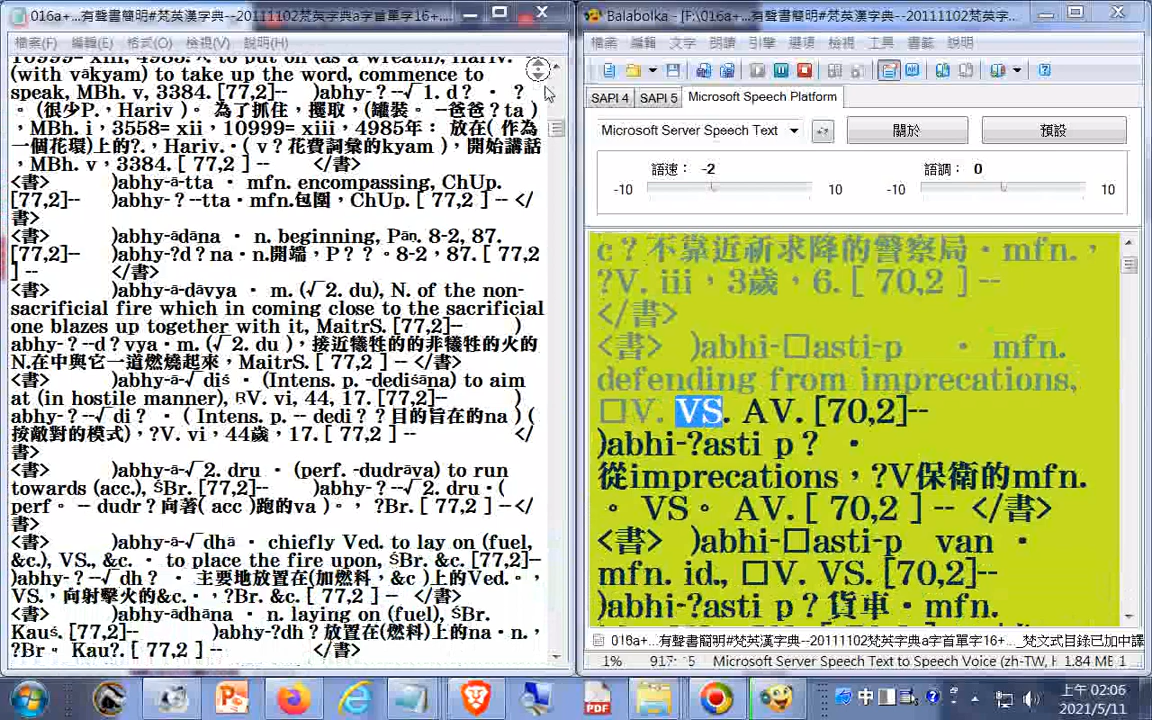 016a+...有聲書簡明#梵英漢字典--20111102梵英字典a字首單字16+...
檔案(F) 編輯(E) 格式(O) 檢視(V) 說明(H)
(with vākyam) to take up the word, commence to
speak, MBh. v, 3384. [77,2]-- )abhy-?--√ 1. d? · ?
。(很少P.，Hariv )。 為了抓住，攫取，(罐裝。 --爸爸? ta )
，MBh. i，3558= xii，10999= xiii，4985年： 放在( 作為
一個花環)上的?.，Hariv.·( v？花費詞彙的kyam )，開始講話
，MBh. v，3384. [ 77,2 ] -- </書>
<書> )abhy-ā-tta · mfn. encompassing, ChUp.
[77,2]-- )abhy-？--tta·mfn.包圍，ChUp. [ 77,2 ] -- </
書>
<書> )abhy-ādāna · n. beginning, Pāṇ. 8-2, 87.
[77,2]-- )abhy-?d？na·n.開端，P？？。8-2，87. [ 77,2
] -- </書>
<書> )abhy-ā-dāvya · m. (√2. du), N. of the non-
sacrificial fire which in coming close to the sacrificial
one blazes up together with it, MaitrS. [77,2]-- )
abhy-？--d？vya·m. (√2. du )，接近犧牲的的非犧牲的火的
N.在中與它一道燃燒起來，MaitrS. [ 77,2 ] -- </書>
<書> )abhy-ā-√ diś · (Intens. p. -dediśāna) to aim
at (in hostile manner), RV. vi, 44, 17. [77,2]-- )
abhy-？--√ di？ · ( Intens. p. -- dedi？？目的旨在的na ) (
按敵對的模式)，?V. vi，44歲，17. [ 77,2 ] -- </
書>
<書> )abhy-ā-√2. dru · (perf. -dudrāva) to run
towards (acc.), ŚBr. [77,2]-- )abhy-？--√ 2. dru·(
perf。 -- dudr？向著( acc )跑的va )。，?Br. [ 77,2 ] -- </
書>
<書> )abhy-ā-√dhā · chiefly Ved. to lay on (fuel,
&c.), VS., &c. · to place the fire upon, ŚBr. &c. [77,2]--
)abhy-？--√ dh？ · 主要地放置在(加燃料，&c )上的Ved.。，
VS.，向射擊火的&c.·，?Br. &c. [ 77,2 ] -- </書>
<書> )abhy-ādhāna · n. laying on (fuel), ŚBr.
Kauś. [77,2]-- )abhy-?dh？放置在(燃料)上的na·n.，
?Br。 Kau?. [ 77,2 ] -- </書>
Balabolka - [F:\016a+...有聲書簡明#梵英漢字典--20111102梵英字...
檔案 編輯 文字 朗讀 引擎 選項 檢視 工具 書籤 說明
SAPI 4 SAPI 5 Microsoft Speech Platform
Microsoft Server Speech Text 關於 預設
語速： -2 語調： 0
-10 10 -10 10
c？不靠近祈求降的警察局·mfn.，
?V. iii，3歲，6. [ 70,2 ] --
</書>
<書> )abhi-□asti-p · mfn.
defending from imprecations,
□V. VS. AV. [70,2]--
)abhi-?asti p？ ·
從imprecations，?V保衛的mfn.
。 VS。 AV. [ 70,2 ] -- </書>
<書> )abhi-□asti-p van ·
mfn. id., □V. VS. [70,2]--
)abhi-?asti p？貨車·mfn.
016a+...有聲書簡明#梵英漢字典--20111102梵英字典a字首單字16+..._梵文式目錄已加中譯
1% Microsoft Server Speech Text to Speech Voice (zh-TW, 1.84 ME
上午 02:06
2021/5/11